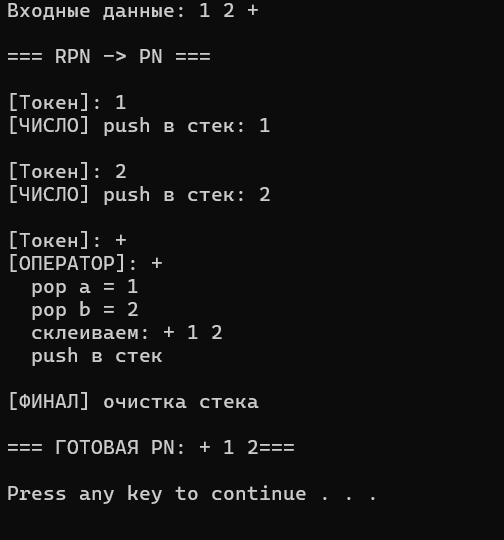 Входные данные: 1 2 +
=== RPN -> PN ===
[Токен]: 1
[ЧИСЛО] push в стек: 1
[Токен]: 2
[ЧИСЛО] push в стек: 2
[Токен]: +
[ОПЕРАТОР]: +
pop a = 1
pop b = 2
склеиваем: + 1 2
push в стек
[ФИНАЛ] очистка стека
=== ГОТОВАЯ PN: + 1 2===
Press any key to continue . . .